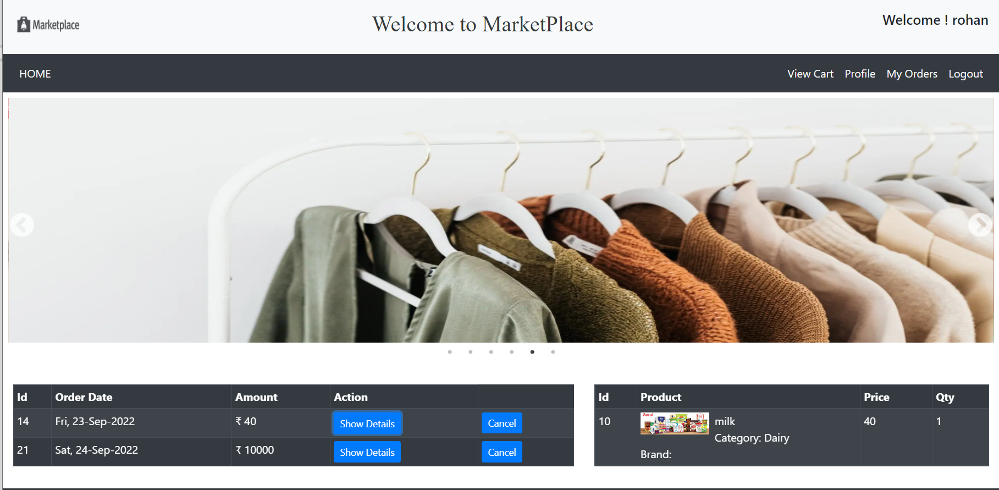 Marketplace
Welcome to MarketPlace
Welcome ! rohan
HOME
View Cart Profile My Orders Logout
Id Order Date Amount Action
14 Fri, 23-Sep-2022 ₹ 40 Show Details Cancel
21 Sat, 24-Sep-2022 ₹ 10000 Show Details Cancel
Id Product Price Qty
10 Amul milk 40 1
Category: Dairy
Brand: